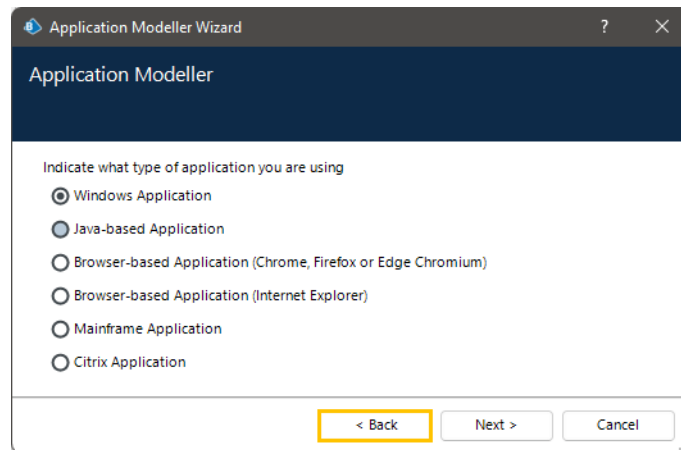 Application Modeller Wizard ?
Application Modeller
Indicate what type of application you are using
Windows Application
Java-based Application
Browser-based Application (Chrome, Firefox or Edge Chromium)
Browser-based Application (Internet Explorer)
Mainframe Application
Citrix Application
< Back Next > Cancel